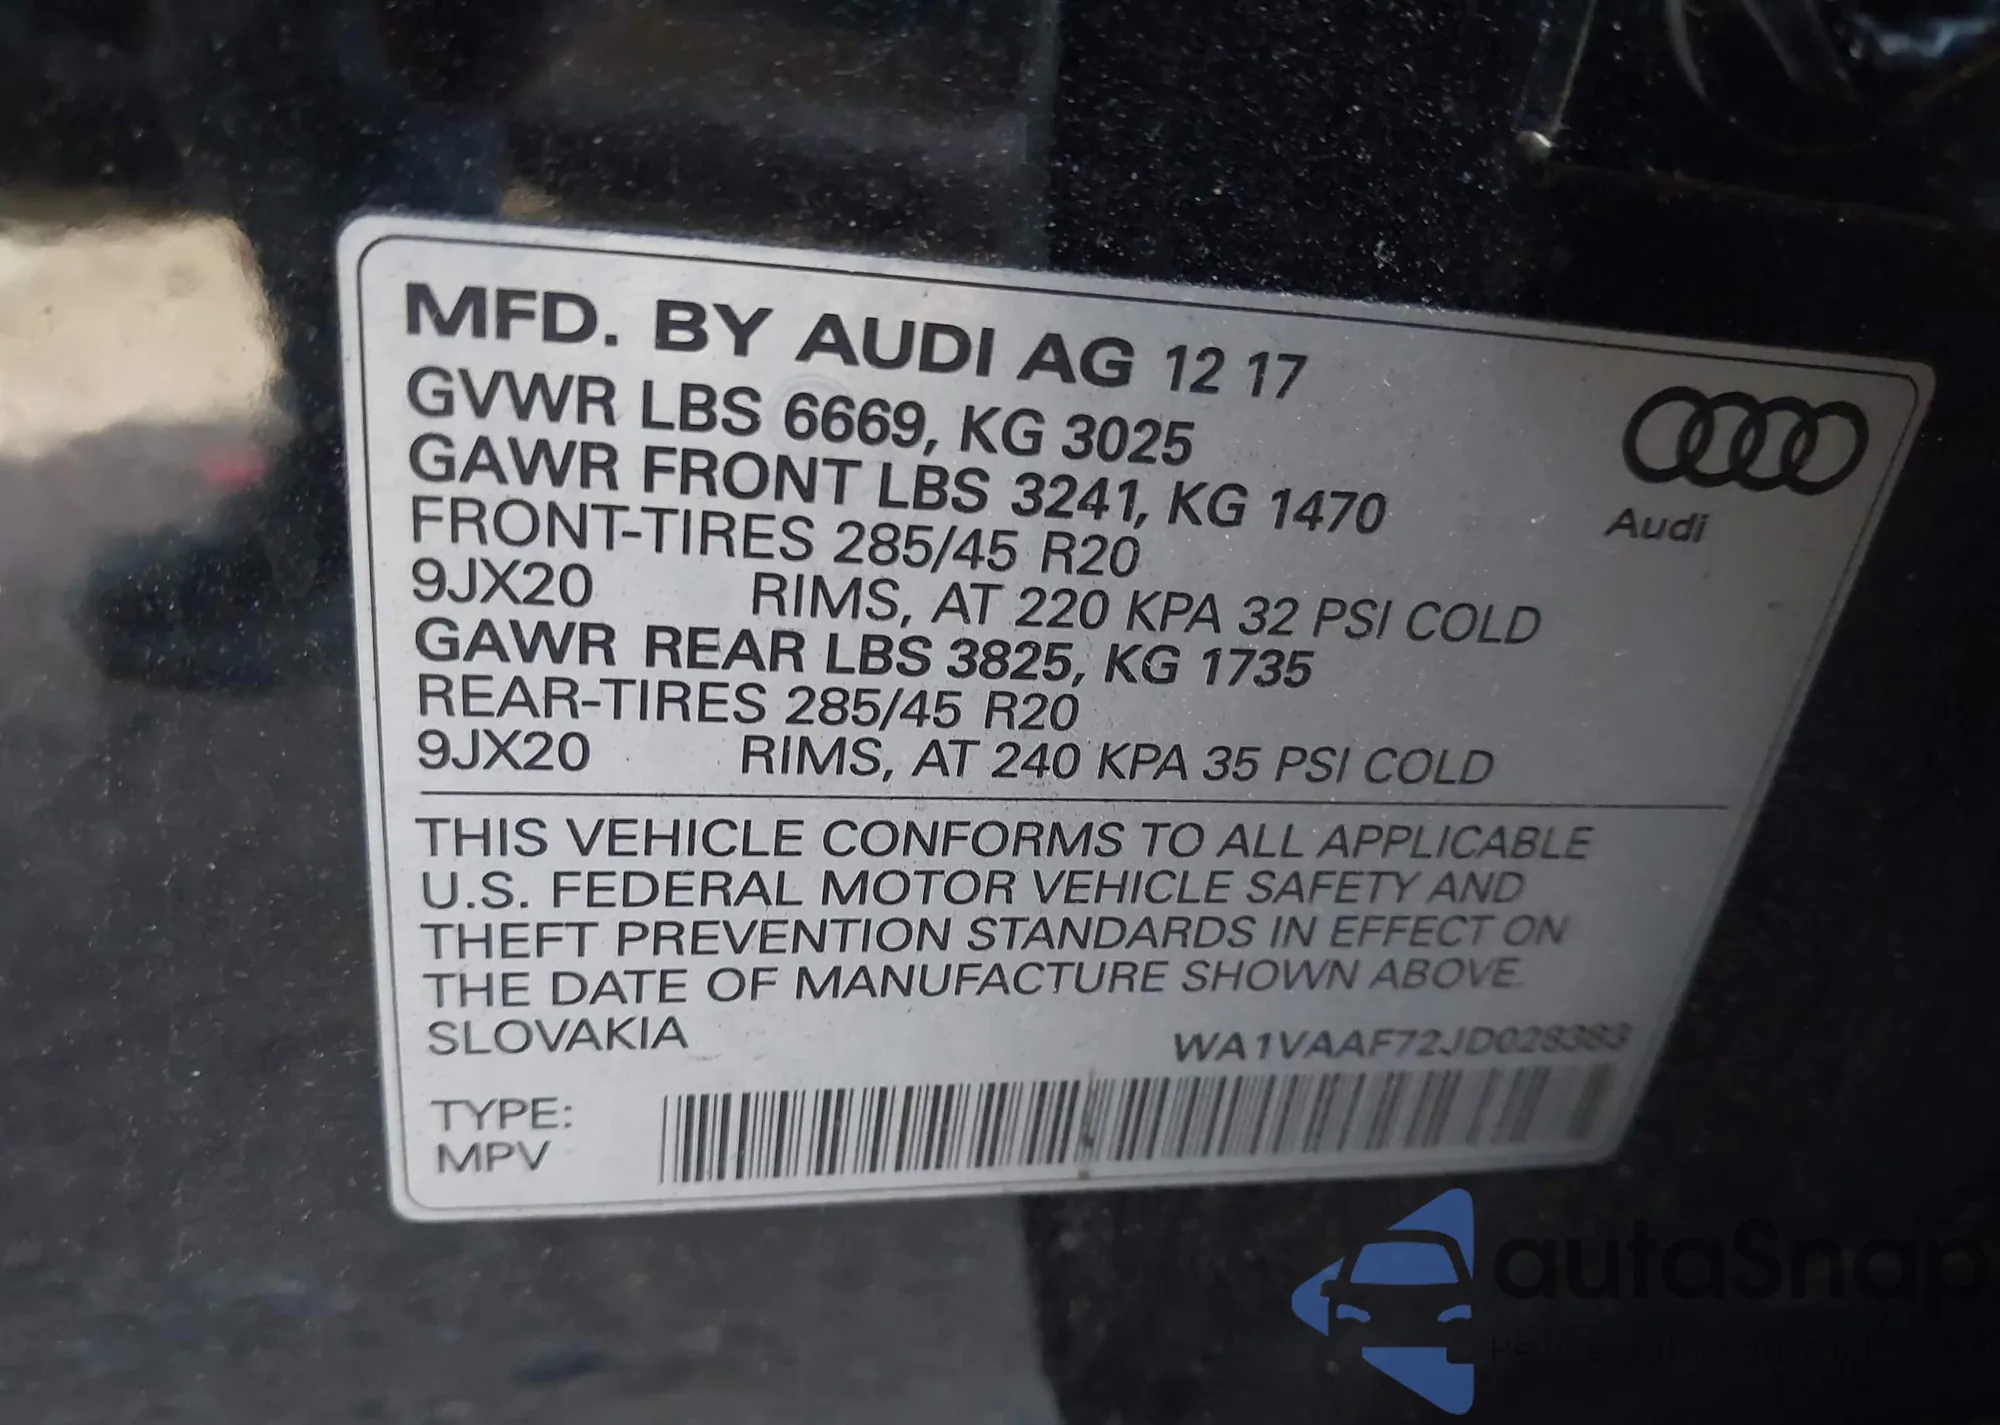 MFD. BY AUDI AG 12 17
GVWR LBS 6669, KG 3025
GAWR FRONT LBS 3241, KG 1470
FRONT-TIRES 285/45 R20
9JX20 RIMS, AT 220 KPA 32 PSI COLD
GAWR REAR LBS 3825, KG 1735
REAR-TIRES 285/45 R20
9JX20 RIMS, AT 240 KPA 35 PSI COLD
Audi
THIS VEHICLE CONFORMS TO ALL APPLICABLE
U.S. FEDERAL MOTOR VEHICLE SAFETY AND
THEFT PREVENTION STANDARDS IN EFFECT ON
THE DATE OF MANUFACTURE SHOWN ABOVE.
SLOVAKIA WA1VAAF72JD028383
TYPE:
MPV
autaSnap